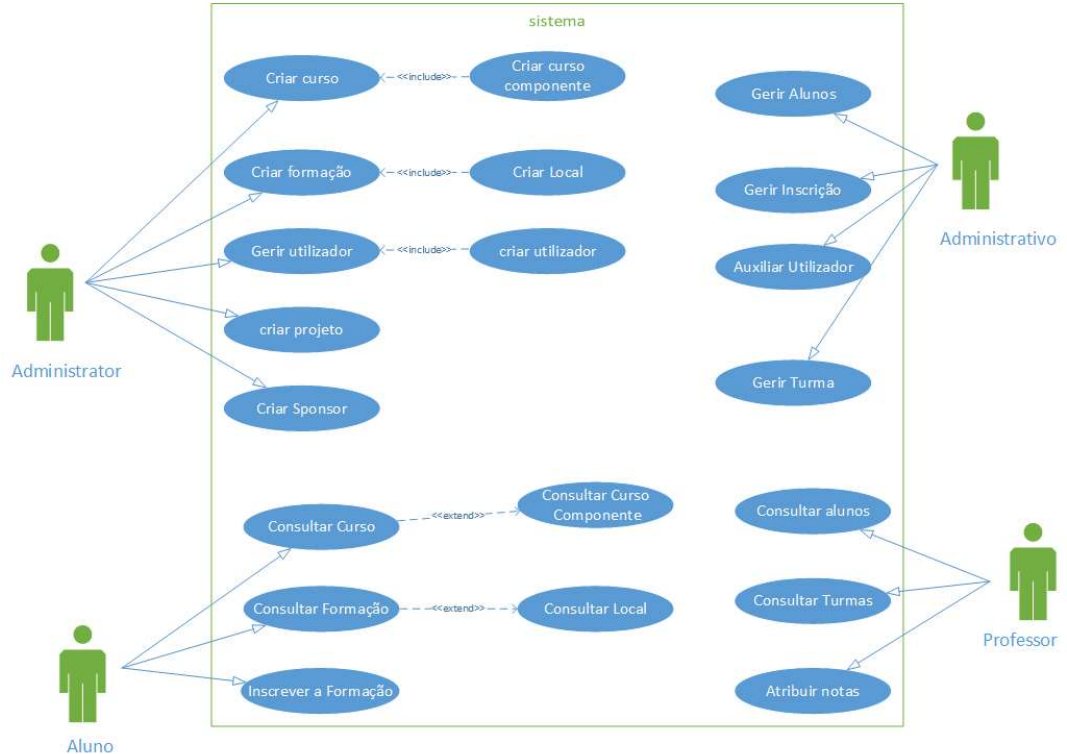 sistema
Criar curso
<<include>>
Criar curso
componente
Gerir Alunos
Criar formação
<<include>>
Criar Local
Gerir Inscrição
Administrativo
Gerir utilizador
<<include>>
criar utilizador
Auxiliar Utilizador
criar projeto
Administrator
Gerir Turma
Criar Sponsor
Consultar Curso
<<extend>>
Consultar Curso
Componente
Consultar alunos
Consultar Formação
<<extend>>
Consultar Local
Consultar Turmas
Professor
Inscrever a Formação
Atribuir notas
Aluno